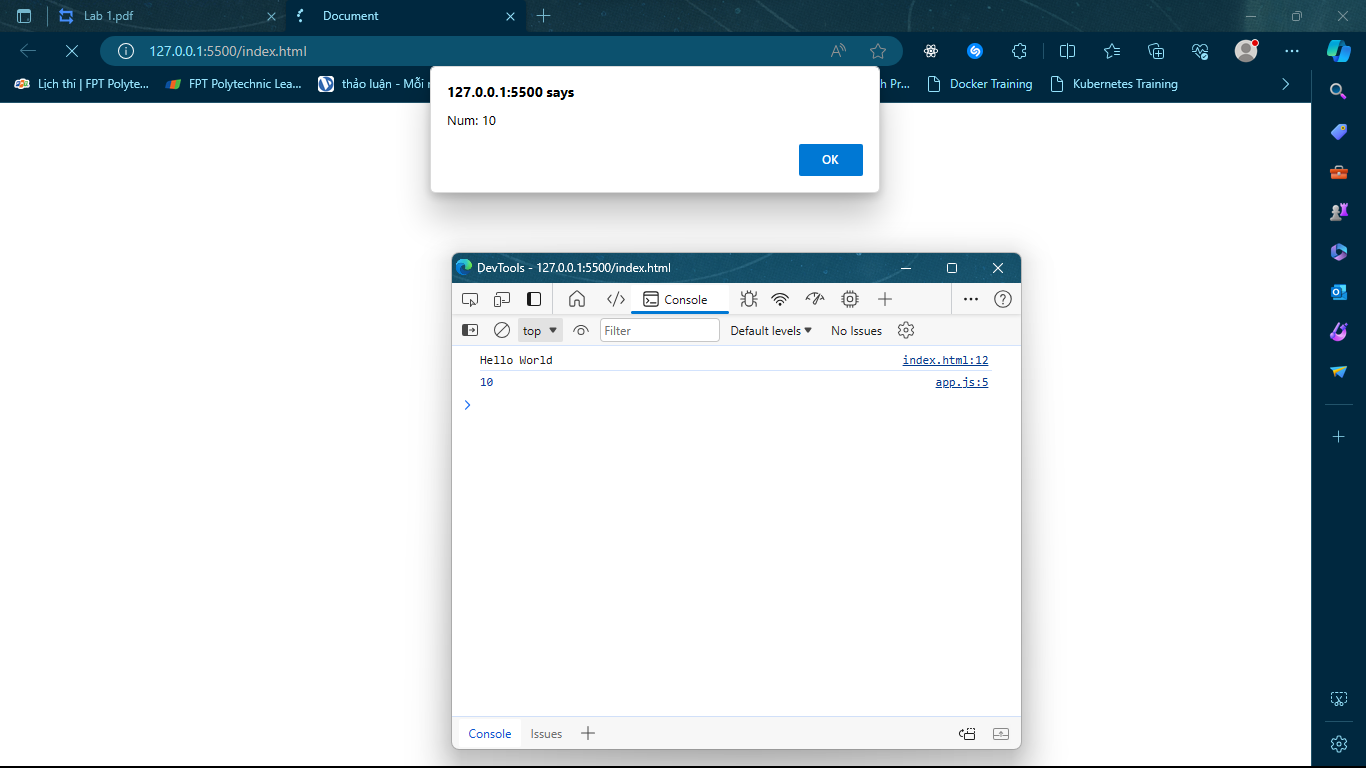 Lab 1.pdf
Document
127.0.0.1:5500/index.html
Lịch thi | FPT Polyte...
FPT Polytechnic Lea...
thảo luận - Mỗi
Pr...
Docker Training
Kubernetes Training
127.0.0.1:5500 says
Num: 10
OK
DevTools - 127.0.0.1:5500/index.html
Console
top
Filter
Default levels
No Issues
Hello World
index.html:12
10
app.js:5
>
Console
Issues